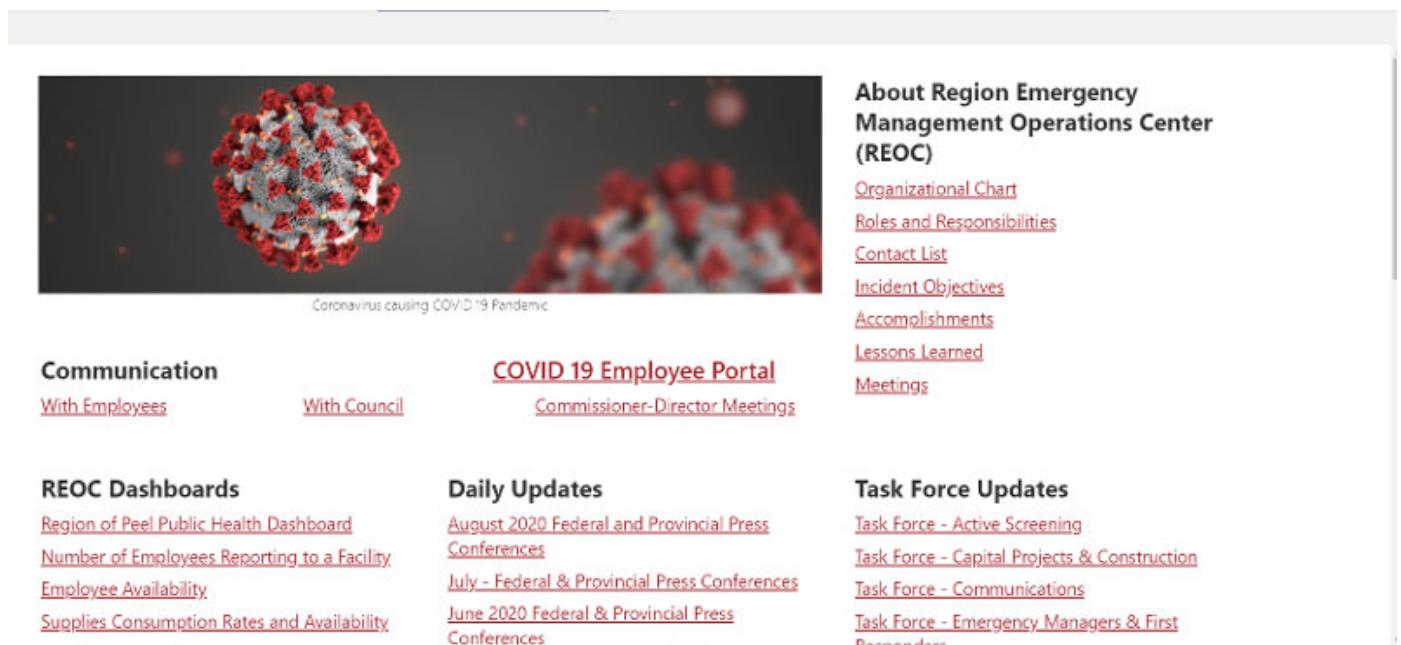 About Region Emergency
Management Operations Center
(REOC)
Organizational Chart
Roles and Responsibilities
Contact List
Incident Objectives
Accomplishments
Lessons Learned
Meetings
Coronavirus causing COVID 19 Pandemic
Communication
COVID 19 Employee Portal
With Employees
With Council
Commissioner-Director Meetings
REOC Dashboards
Region of Peel Public Health Dashboard
Number of Employees Reporting to a Facility
Employee Availability
Supplies Consumption Rates and Availability
Daily Updates
August 2020 Federal and Provincial Press
Conferences
July - Federal & Provincial Press Conferences
June 2020 Federal & Provincial Press
Conferences
Task Force Updates
Task Force - Active Screening
Task Force - Capital Projects & Construction
Task Force - Communications
Task Force - Emergency Managers & First
Responders